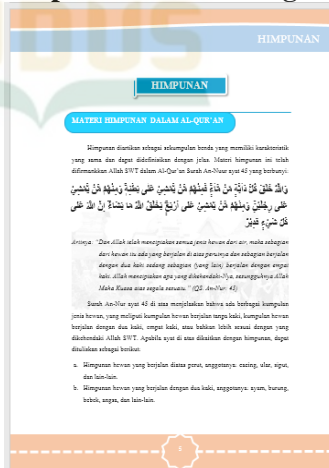 HIMPUNAN
HIMPUNAN
MATERI HIMPUNAN DALAM AL-QUR'AN
Himpunan diartikan sebagai sekumpulan benda yang memiliki karakteristik
yang sama dan dapat didefinisikan dengan jelas. Materi himpunan ini telah
difirmankan Allah SWT dalam Al-Qur'an Surah An-Nuur ayat 45 yang berbunyi:
وَاللّٰهُ خَلَقَ كُلَّ دَاۤبَّةٍ مِّنْ مَّاۤءٍ فَمِنْهُمْ مَّنْ يَّمْشِيْ عَلٰى بَطْنِهٖ وَمِنْهُمْ مَّنْ يَّمْشِيْ
عَلٰى رِجْلَيْنِ وَمِنْهُمْ مَّنْ يَّمْشِيْ عَلٰٓى اَرْبَعٍ يَخْلُقُ اللّٰهُ مَا يَشَاۤءُ اِنَّ اللّٰهَ عَلٰى
كُلِّ شَيْءٍ قَدِيْرٌ
Artinya: "Dan Allah telah menciptakan semua jenis hewan dari air, maka sebagian
dari hewan itu ada yang berjalan di atas perutnya dan sebagian berjalan
dengan dua kaki sedang sebagian (yang lain) berjalan dengan empat
kaki. Allah menciptakan apa yang dikehendaki-Nya, sesungguhnya Allah
Maha Kuasa atas segala sesuatu." (QS. An-Nur: 45)
Surah An-Nur ayat 45 di atas menjelaskan bahwa ada berbagai kumpulan
jenis hewan, yang meliputi kumpulan hewan berjalan tanpa kaki, kumpulan hewan
berjalan dengan dua kaki, empat kaki, atau bahkan lebih sesuai dengan yang
dikehendaki Allah SWT. Apabila ayat di atas dikaitkan dengan himpunan, dapat
dituliskan sebagai berikut:
a. Himpunan hewan yang berjalan diatas perut, anggotanya: cacing, ular, siput,
dan lain-lain.
b. Himpunan hewan yang berjalan dengan dua kaki, anggotanya: ayam, burung,
bebek, angsa, dan lain-lain.